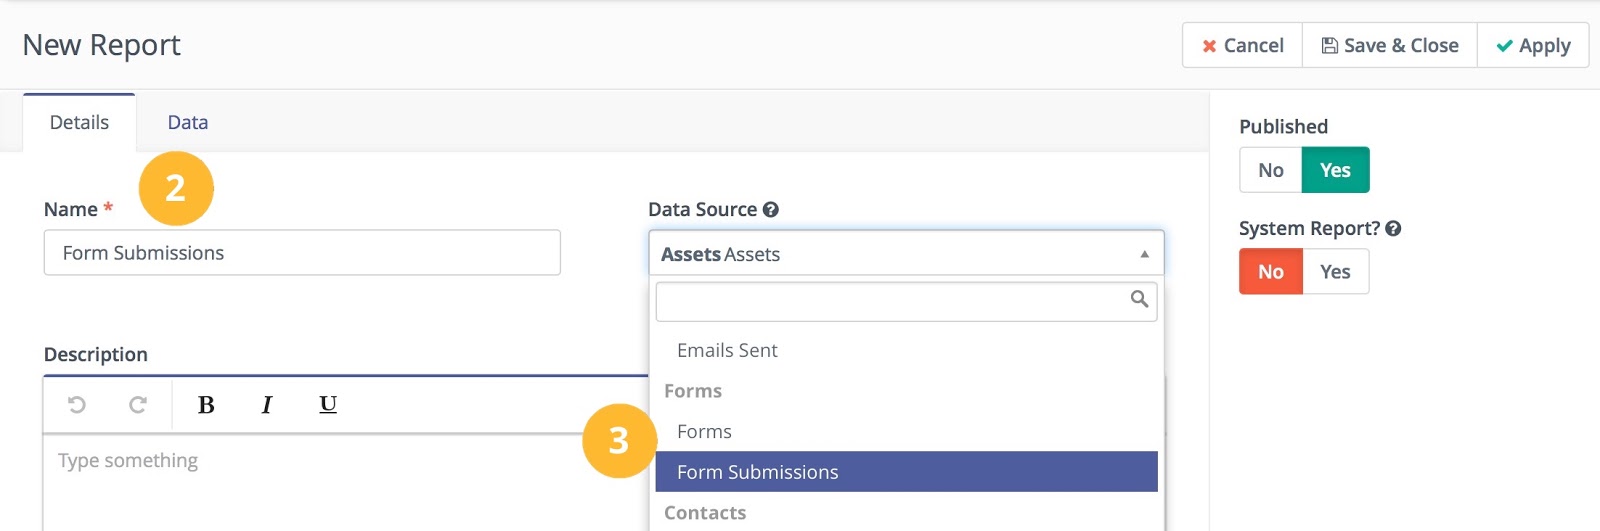 New Report
Cancel
Save & Close
Apply
Details
Data
Published
No
Yes
2
Name *
Form Submissions
Data Source
Assets Assets
System Report?
No
Yes
Emails Sent
Forms
Forms
3
Form Submissions
Contacts
Description
B I U
Type something